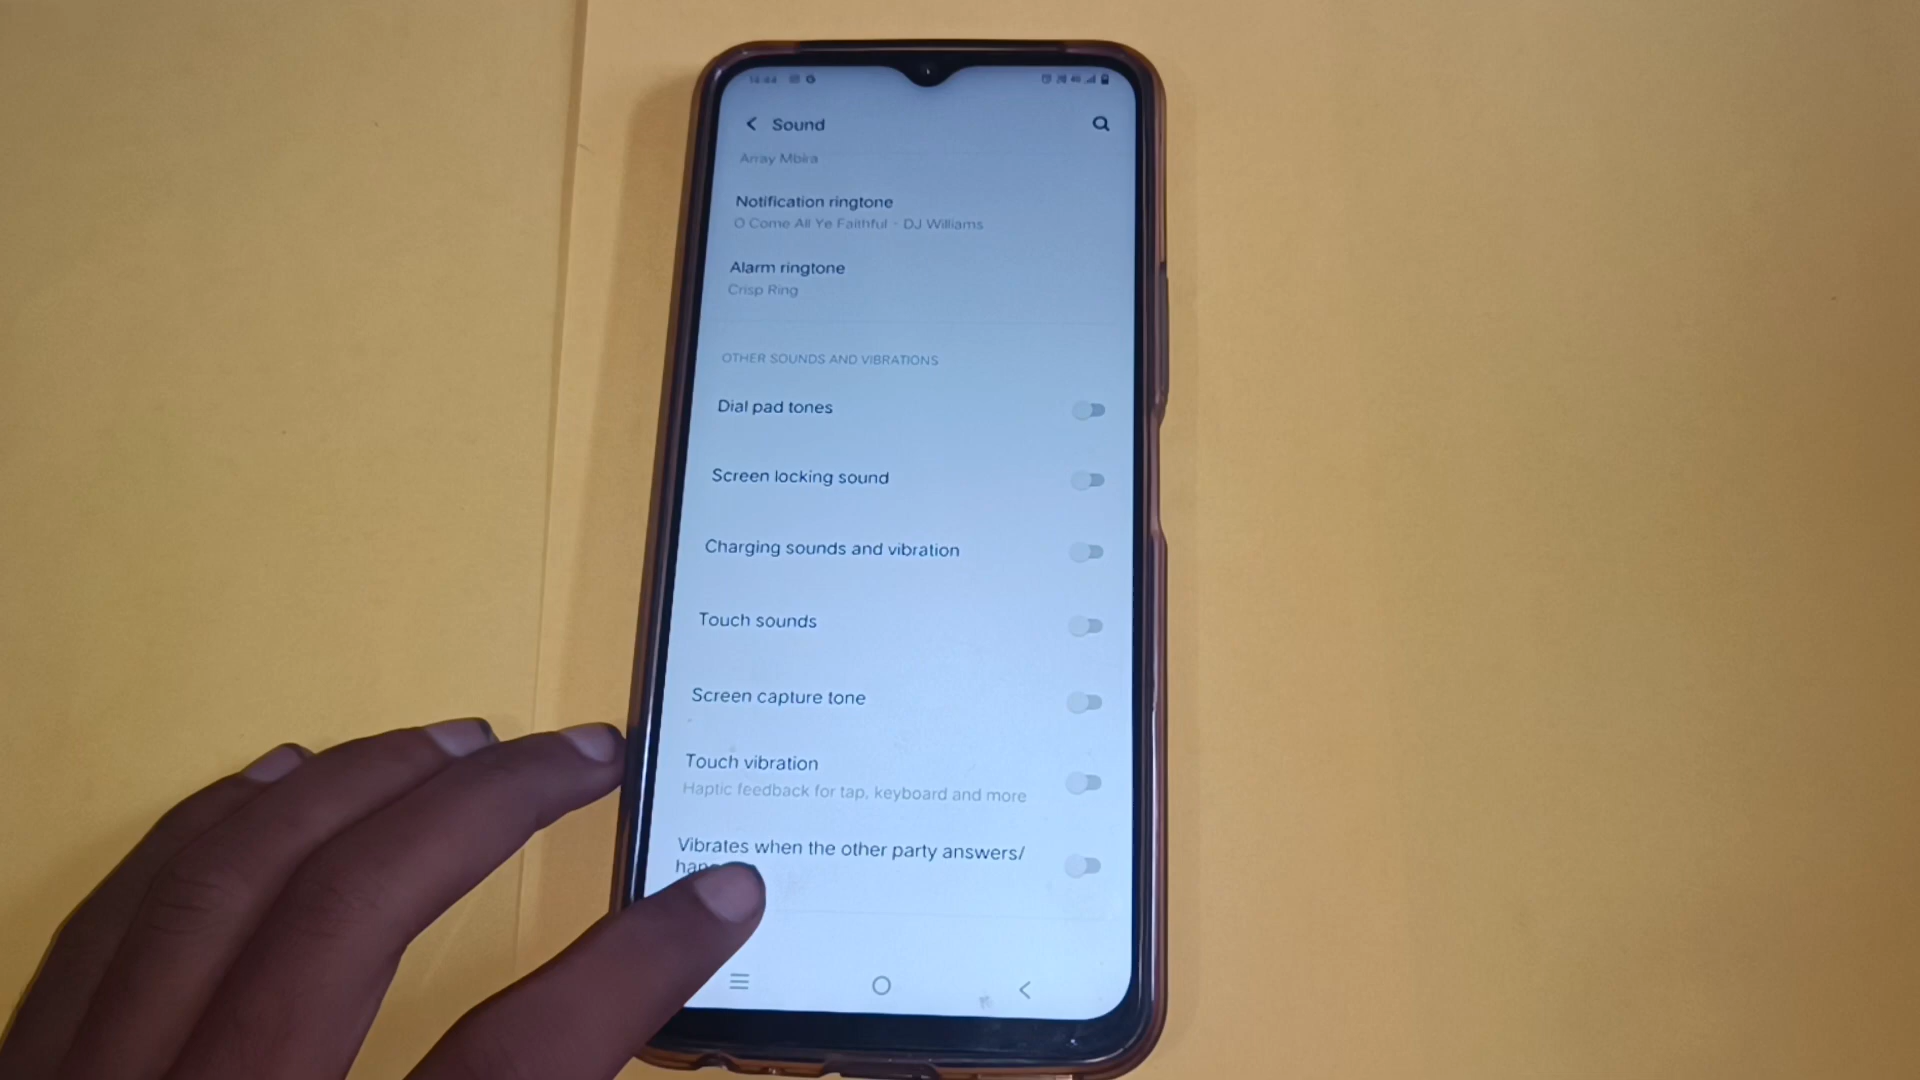 Sound
Array Mbira
Notification ringtone
O Come All Ye Faithful - DJ Williams
Alarm ringtone
Crisp Ring
OTHER SOUNDS AND VIBRATIONS
Dial pad tones
Screen locking sound
Charging sounds and vibration
Touch sounds
Screen capture tone
Touch vibration
Haptic feedback for tap, keyboard and more
Vibrates when the other party answers/